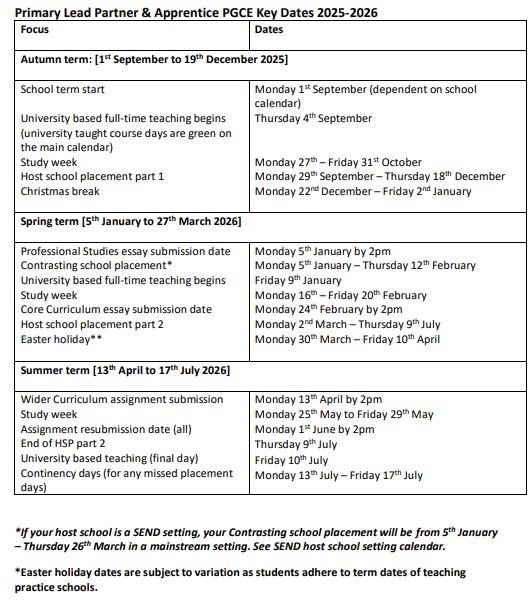 Primary Lead Partner & Apprentice PGCE Key Dates 2025-2026
Focus Dates
Autumn term: [1st September to 19th December 2025]
School term start Monday 1st September (dependent on school calendar)
University based full-time teaching begins (university taught course days are green on the main calendar) Thursday 4th September
Study week Monday 27th – Friday 31st October
Host school placement part 1 Monday 29th September – Thursday 18th December
Christmas break Monday 22nd December – Friday 2nd January
Spring term [5th January to 27th March 2026]
Professional Studies essay submission date Monday 5th January by 2pm
Contrasting school placement* Monday 5th January – Thursday 12th February
University based full-time teaching begins Friday 9th January
Study week Monday 16th – Friday 20th February
Core Curriculum essay submission date Monday 24th February by 2pm
Host school placement part 2 Monday 2nd March – Thursday 9th July
Easter holiday** Monday 30th March – Friday 10th April
Summer term [13th April to 17th July 2026]
Wider Curriculum assignment submission Monday 13th April by 2pm
Study week Monday 25th May to Friday 29th May
Assignment resubmission date (all) Monday 1st June by 2pm
End of HSP part 2 Thursday 9th July
University based teaching (final day) Friday 10th July
Continency days (for any missed placement days) Monday 13th July – Friday 17th July
*If your host school is a SEND setting, your Contrasting school placement will be from 5th January
– Thursday 26th March in a mainstream setting. See SEND host school setting calendar.
*Easter holiday dates are subject to variation as students adhere to term dates of teaching
practice schools.